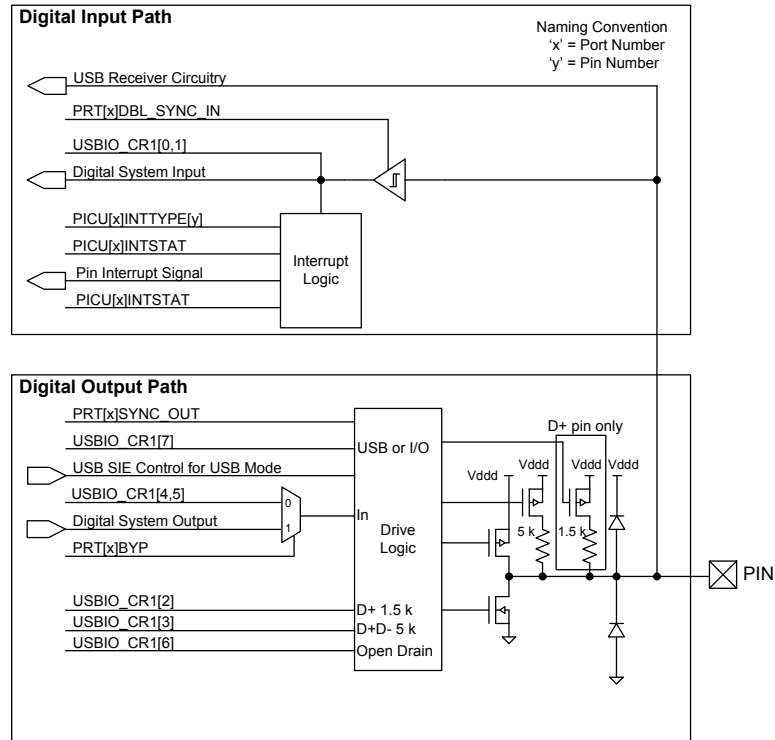 Digital Input Path
Naming Convention
‘x’ = Port Number
‘y’ = Pin Number
USB Receiver Circuitry
PRT[x]DBL_SYNC_IN
USBIO_CR1[0,1]
Digital System Input
PICU[x]INTTYPE[y]
PICU[x]INTSTAT
Pin Interrupt Signal
PICU[x]INTSTAT
Interrupt
Logic
Digital Output Path
PRT[x]SYNC_OUT
USBIO_CR1[7]
USB SIE Control for USB Mode
USBIO_CR1[4,5]
Digital System Output
PRT[x]BYP
0
1
USBIO_CR1[2]
USBIO_CR1[3]
USBIO_CR1[6]
USB or I/O
In
Drive
Logic
D+ 1.5 k
D+D- 5 k
Open Drain
D+ pin only
Vddd
Vddd
Vddd
Vddd
5 k
1.5 k
PIN